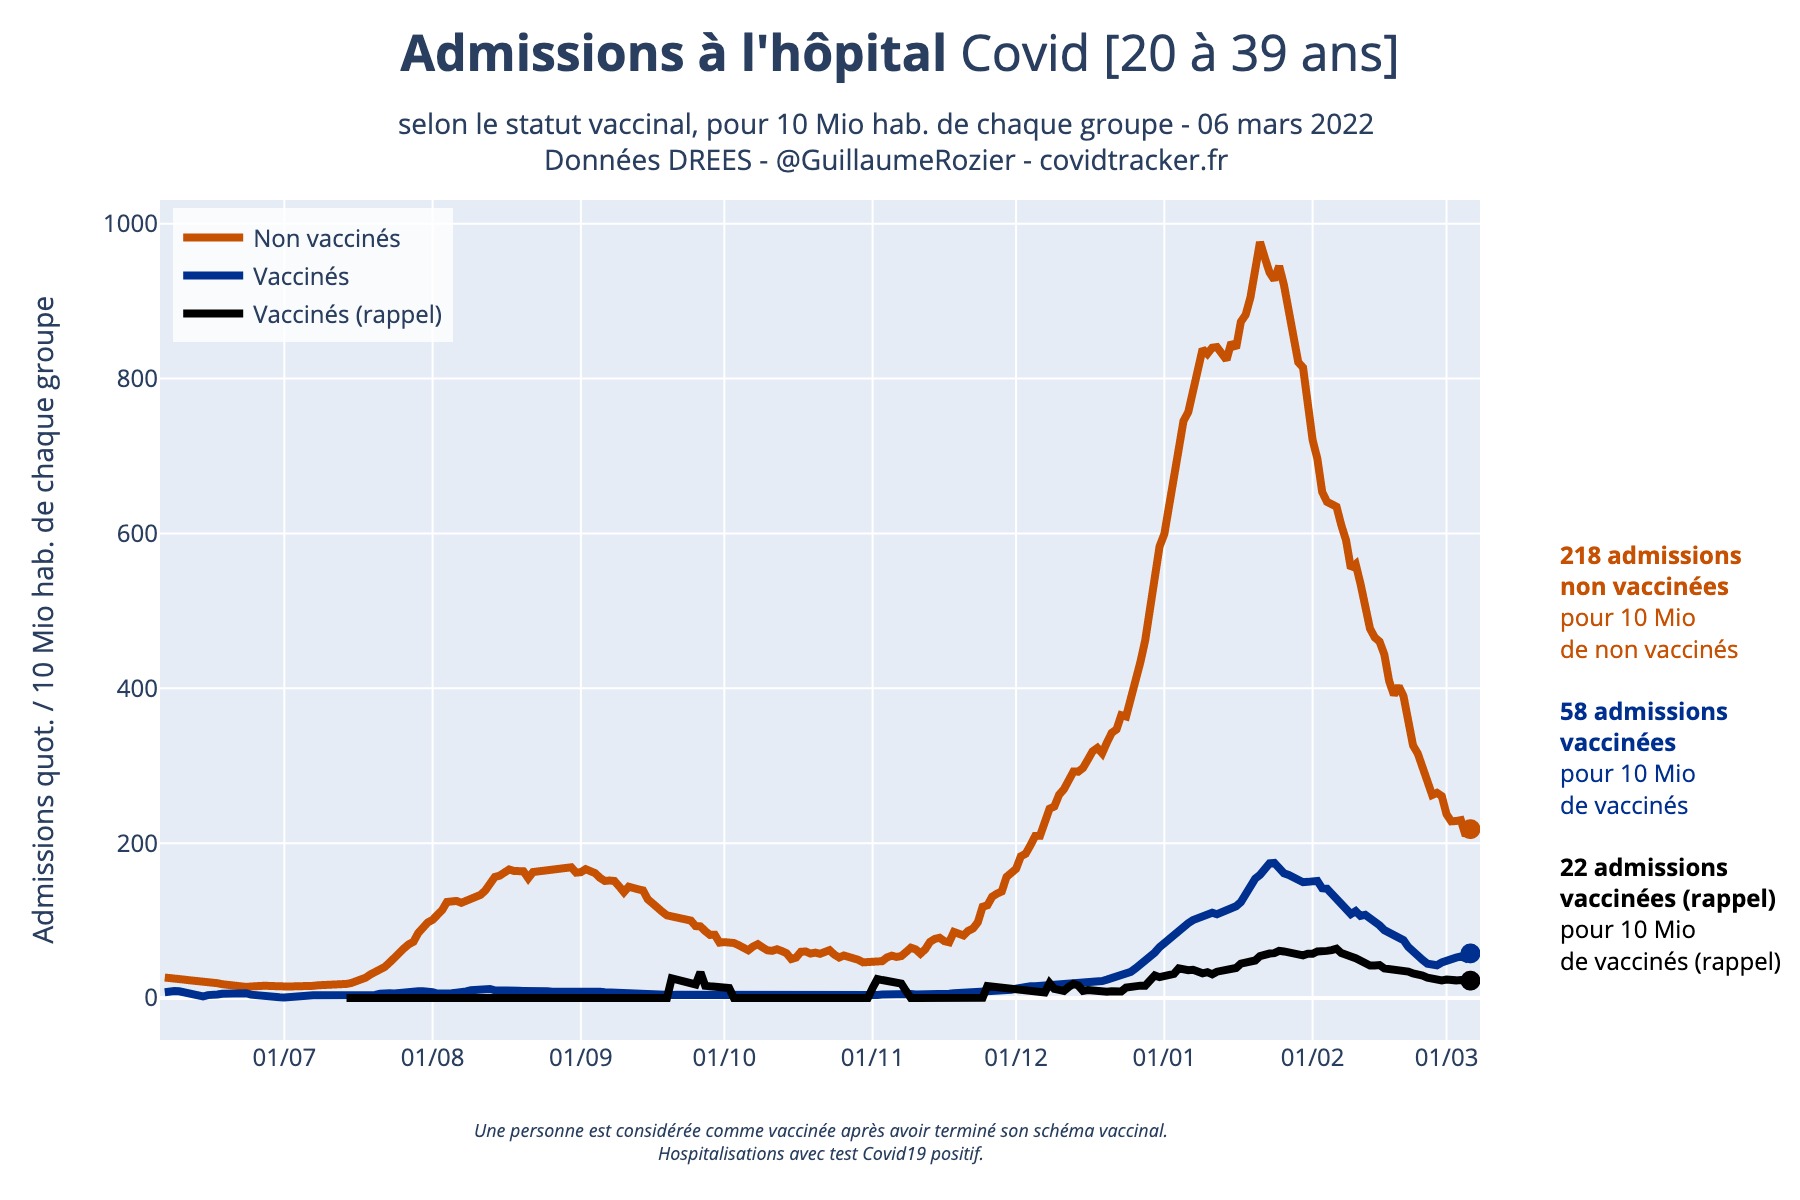 Admissions à l'hôpital Covid [20 à 39 ans]
selon le statut vaccinal, pour 10 Mio hab. de chaque groupe - 06 mars 2022
Données DREES - @GuillaumeRozier - covidtracker.fr
Admissions quot. / 10 Mio hab. de chaque groupe
1000
800
600
400
200
0
Non vaccinés
Vaccinés
Vaccinés (rappel)
01/07
01/08
01/09
01/10
01/11
01/12
01/01
01/02
01/03
218 admissions
non vaccinées
pour 10 Mio
de non vaccinés
58 admissions
vaccinées
pour 10 Mio
de vaccinés
22 admissions
vaccinées (rappel)
pour 10 Mio
de vaccinés (rappel)
Une personne est considérée comme vaccinée après avoir terminé son schéma vaccinal.
Hospitalisations avec test Covid19 positif.